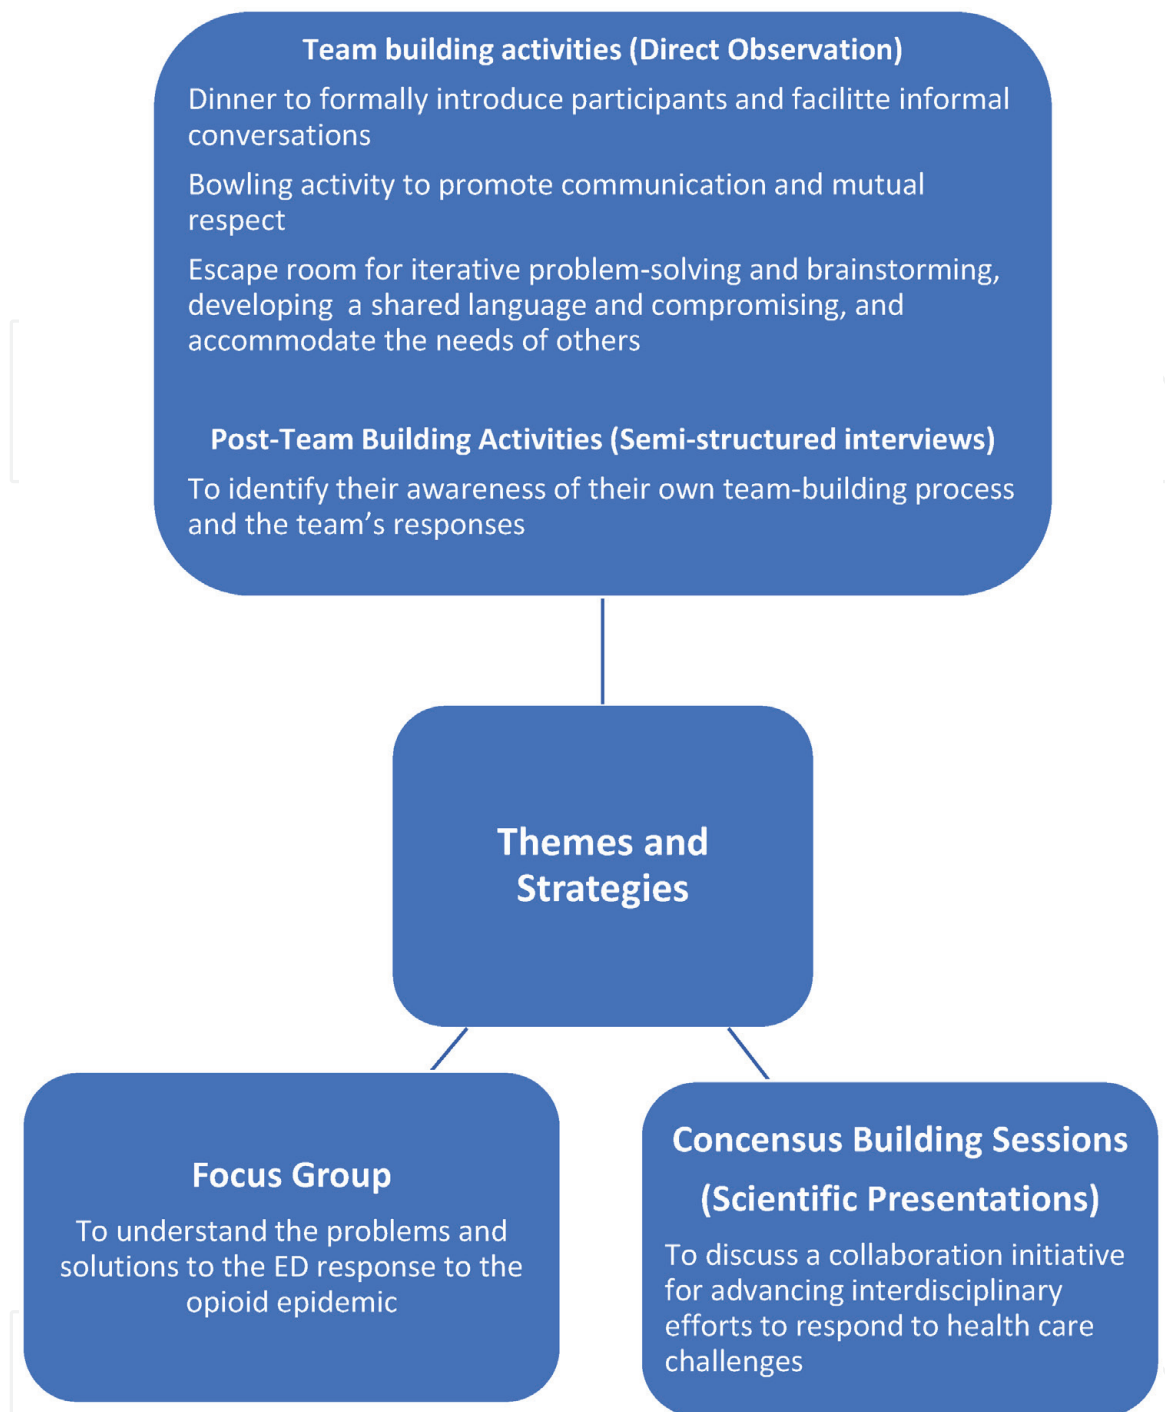 Team building activities (Direct Observation)
Dinner to formally introduce participants and facilitte informal
conversations
Bowling activity to promote communication and mutual
respect
Escape room for iterative problem-solving and brainstorming,
developing  a shared language and compromising, and
accommodate the needs of others
Post-Team Building Activities (Semi-structured interviews)
To identify their awareness of their own team-building process
and the team’s responses
Themes and
Strategies
Focus Group
To understand the problems and
solutions to the ED response to the
opioid epidemic
Concensus Building Sessions
(Scientific Presentations)
To discuss a collaboration initiative
for advancing interdisciplinary
efforts to respond to health care
challenges